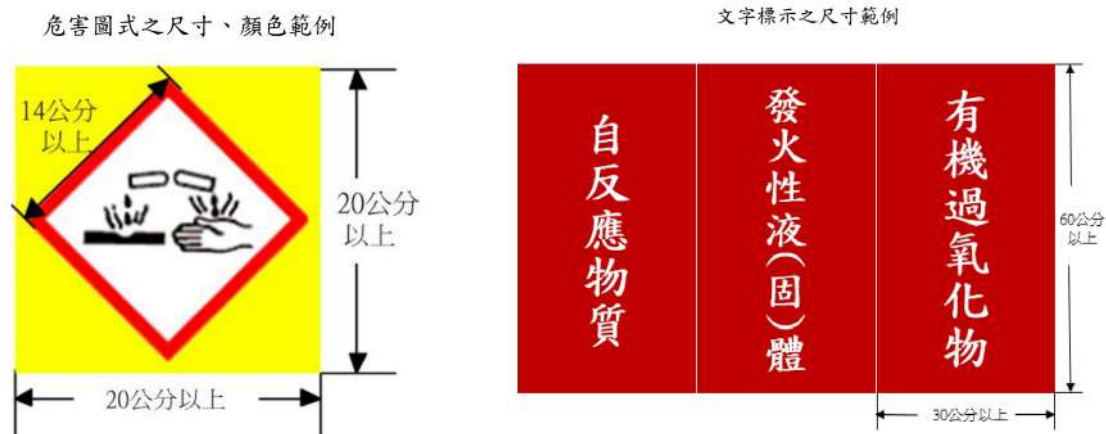 危害圖式之尺寸、顏色範例
14公分
以上
20公分
以上
20公分以上
文字標示之尺寸範例
有機過氧化物
發火性液(固)體
自反應物質
60公分
以上
30公分以上